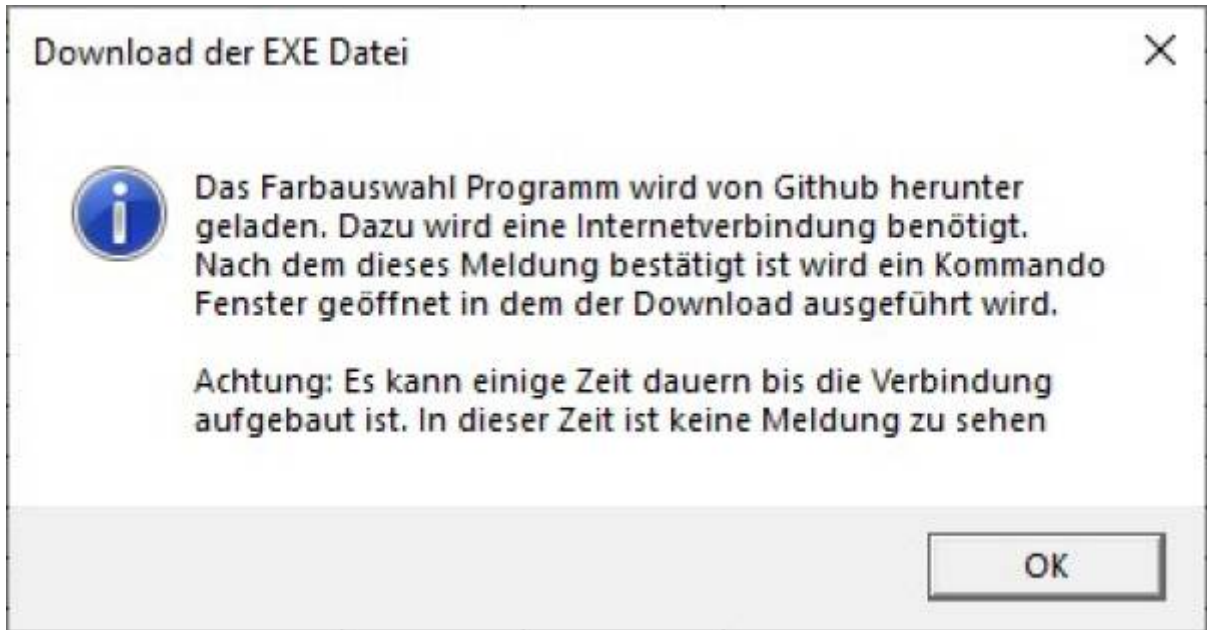 Download der EXE Datei
Das Farbauswahl Programm wird von Github herunter
geladen. Dazu wird eine Internetverbindung benötigt.
Nach dem dieses Meldung bestätigt ist wird ein Kommando
Fenster geöffnet in dem der Download ausgeführt wird.
Achtung: Es kann einige Zeit dauern bis die Verbindung
aufgebaut ist. In dieser Zeit ist keine Meldung zu sehen
OK